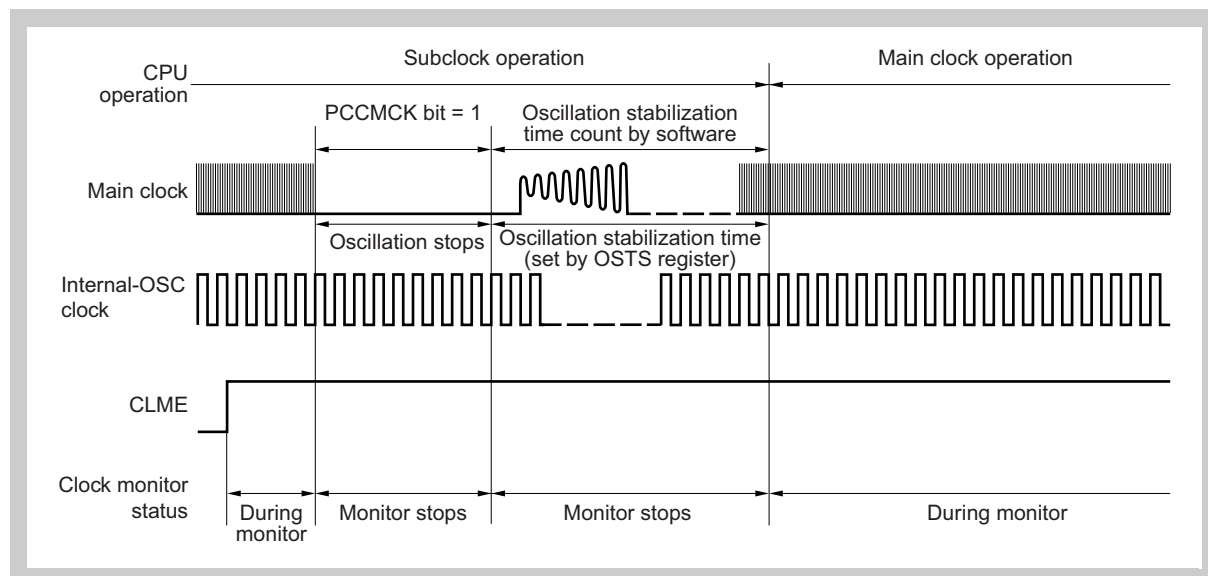 Subclock operation
Main clock operation
CPU
operation
PCCMCK bit = 1
Oscillation stabilization
time count by software
Main clock
Oscillation stops
Oscillation stabilization time
(set by OSTS register)
Internal-OSC
clock
CLME
Clock monitor
status
During
monitor
Monitor stops
Monitor stops
During monitor